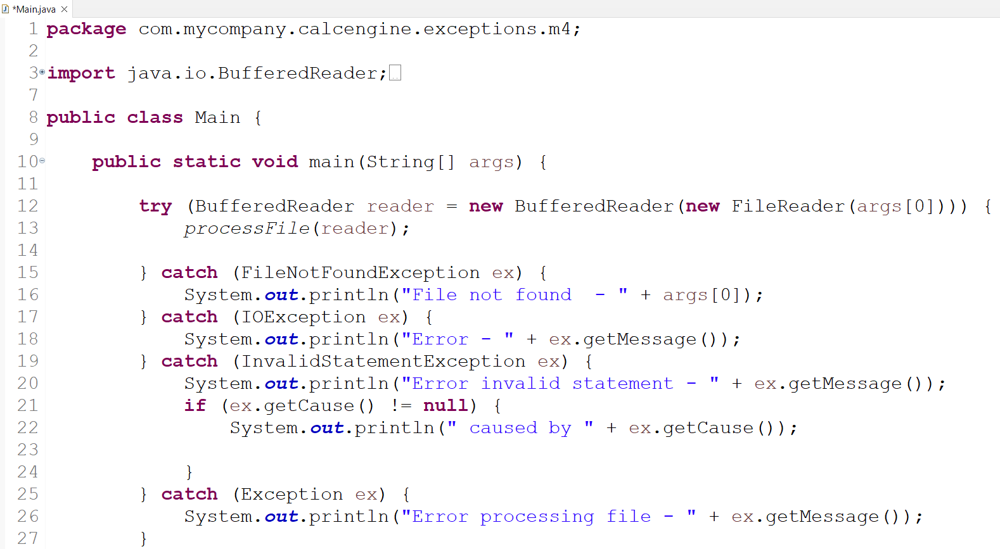 *Main.java
1 package com.mycompany.calcengine.exceptions.m4;
2
3 import java.io.BufferedReader;
7
8 public class Main {
9
10     public static void main(String[] args) {
11
12         try (BufferedReader reader = new BufferedReader(new FileReader(args[0]))) {
13             processFile(reader);
14
15         } catch (FileNotFoundException ex) {
16             System.out.println("File not found  - " + args[0]);
17         } catch (IOException ex) {
18             System.out.println("Error - " + ex.getMessage());
19         } catch (InvalidStatementException ex) {
20             System.out.println("Error invalid statement - " + ex.getMessage());
21             if (ex.getCause() != null) {
22                 System.out.println(" caused by " + ex.getCause());
23
24             }
25         } catch (Exception ex) {
26             System.out.println("Error processing file - " + ex.getMessage());
27         }